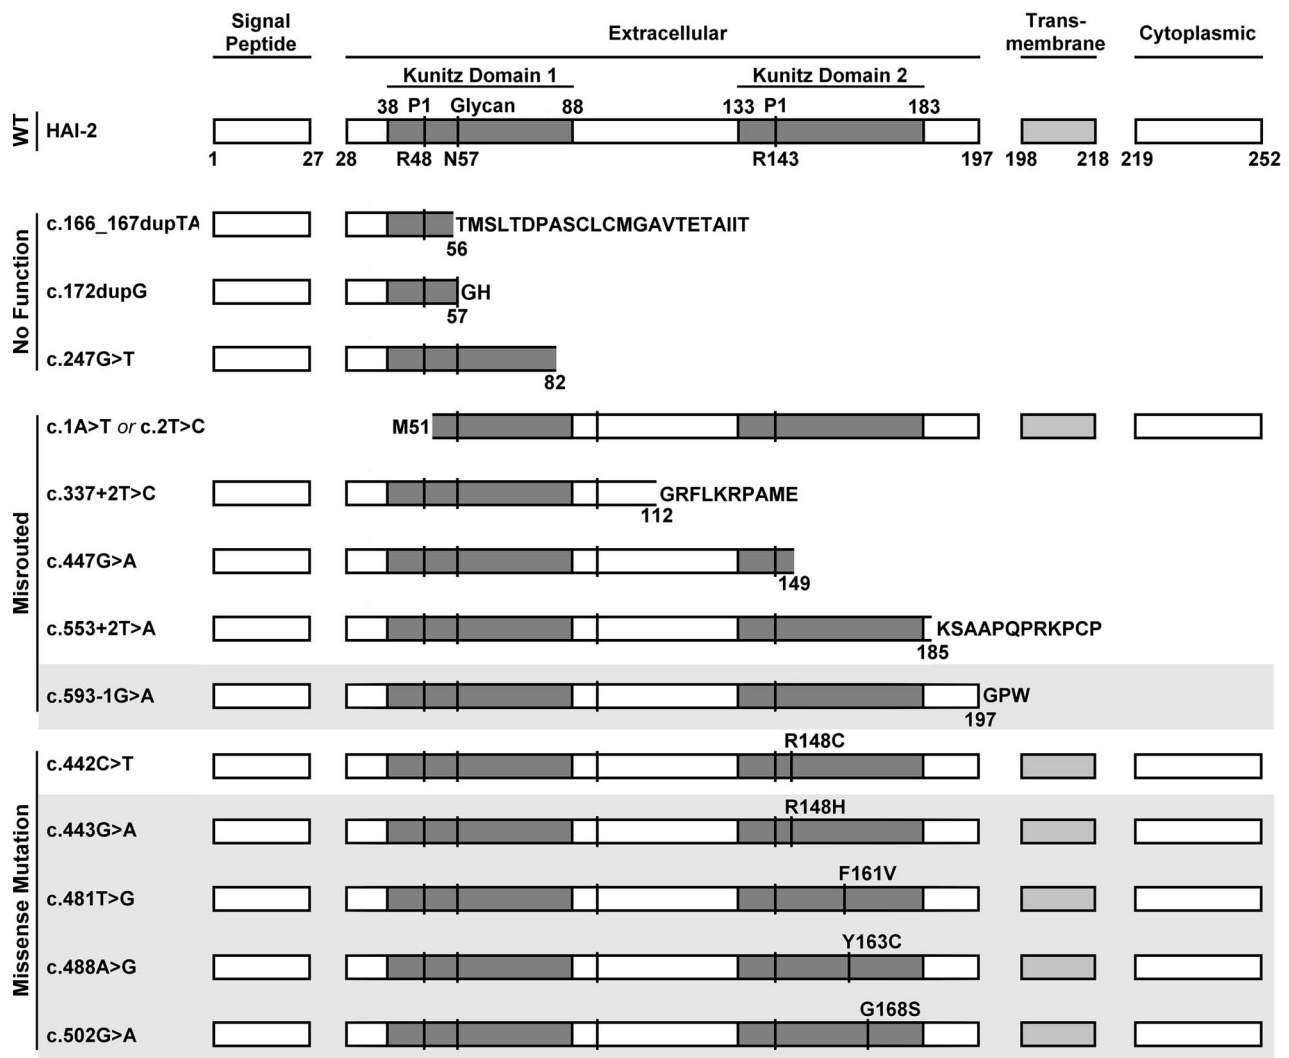 Signal Peptide
Extracellular
Trans-membrane
Cytoplasmic
Kunitz Domain 1
Kunitz Domain 2
38 P1 Glycan 88 133 P1 183
WT HAI-2
1 27 28 R48 N57 R143 197 198 218 219 252
No Function
c.166_167dupTA TMSLTDPASCLCMGAVTETAIIT
56
c.172dupG GH
57
c.247G>T
82
Misrouted
c.1A>T or c.2T>C M51
c.337+2T>C GRFLKRPAME
112
c.447G>A
149
c.553+2T>A KSAAPQPRKPCP
185
c.593-1G>A GPW
197
Missense Mutation
R148C
c.442C>T
R148H
c.443G>A
F161V
c.481T>G
Y163C
c.488A>G
G168S
c.502G>A